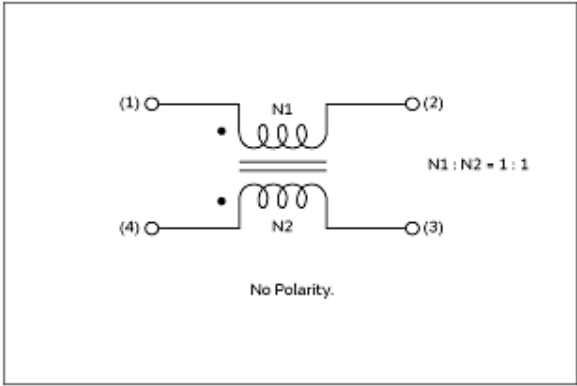 (1) N1 (2)
N1 : N2 = 1 : 1
(4) N2 (3)
No Polarity.